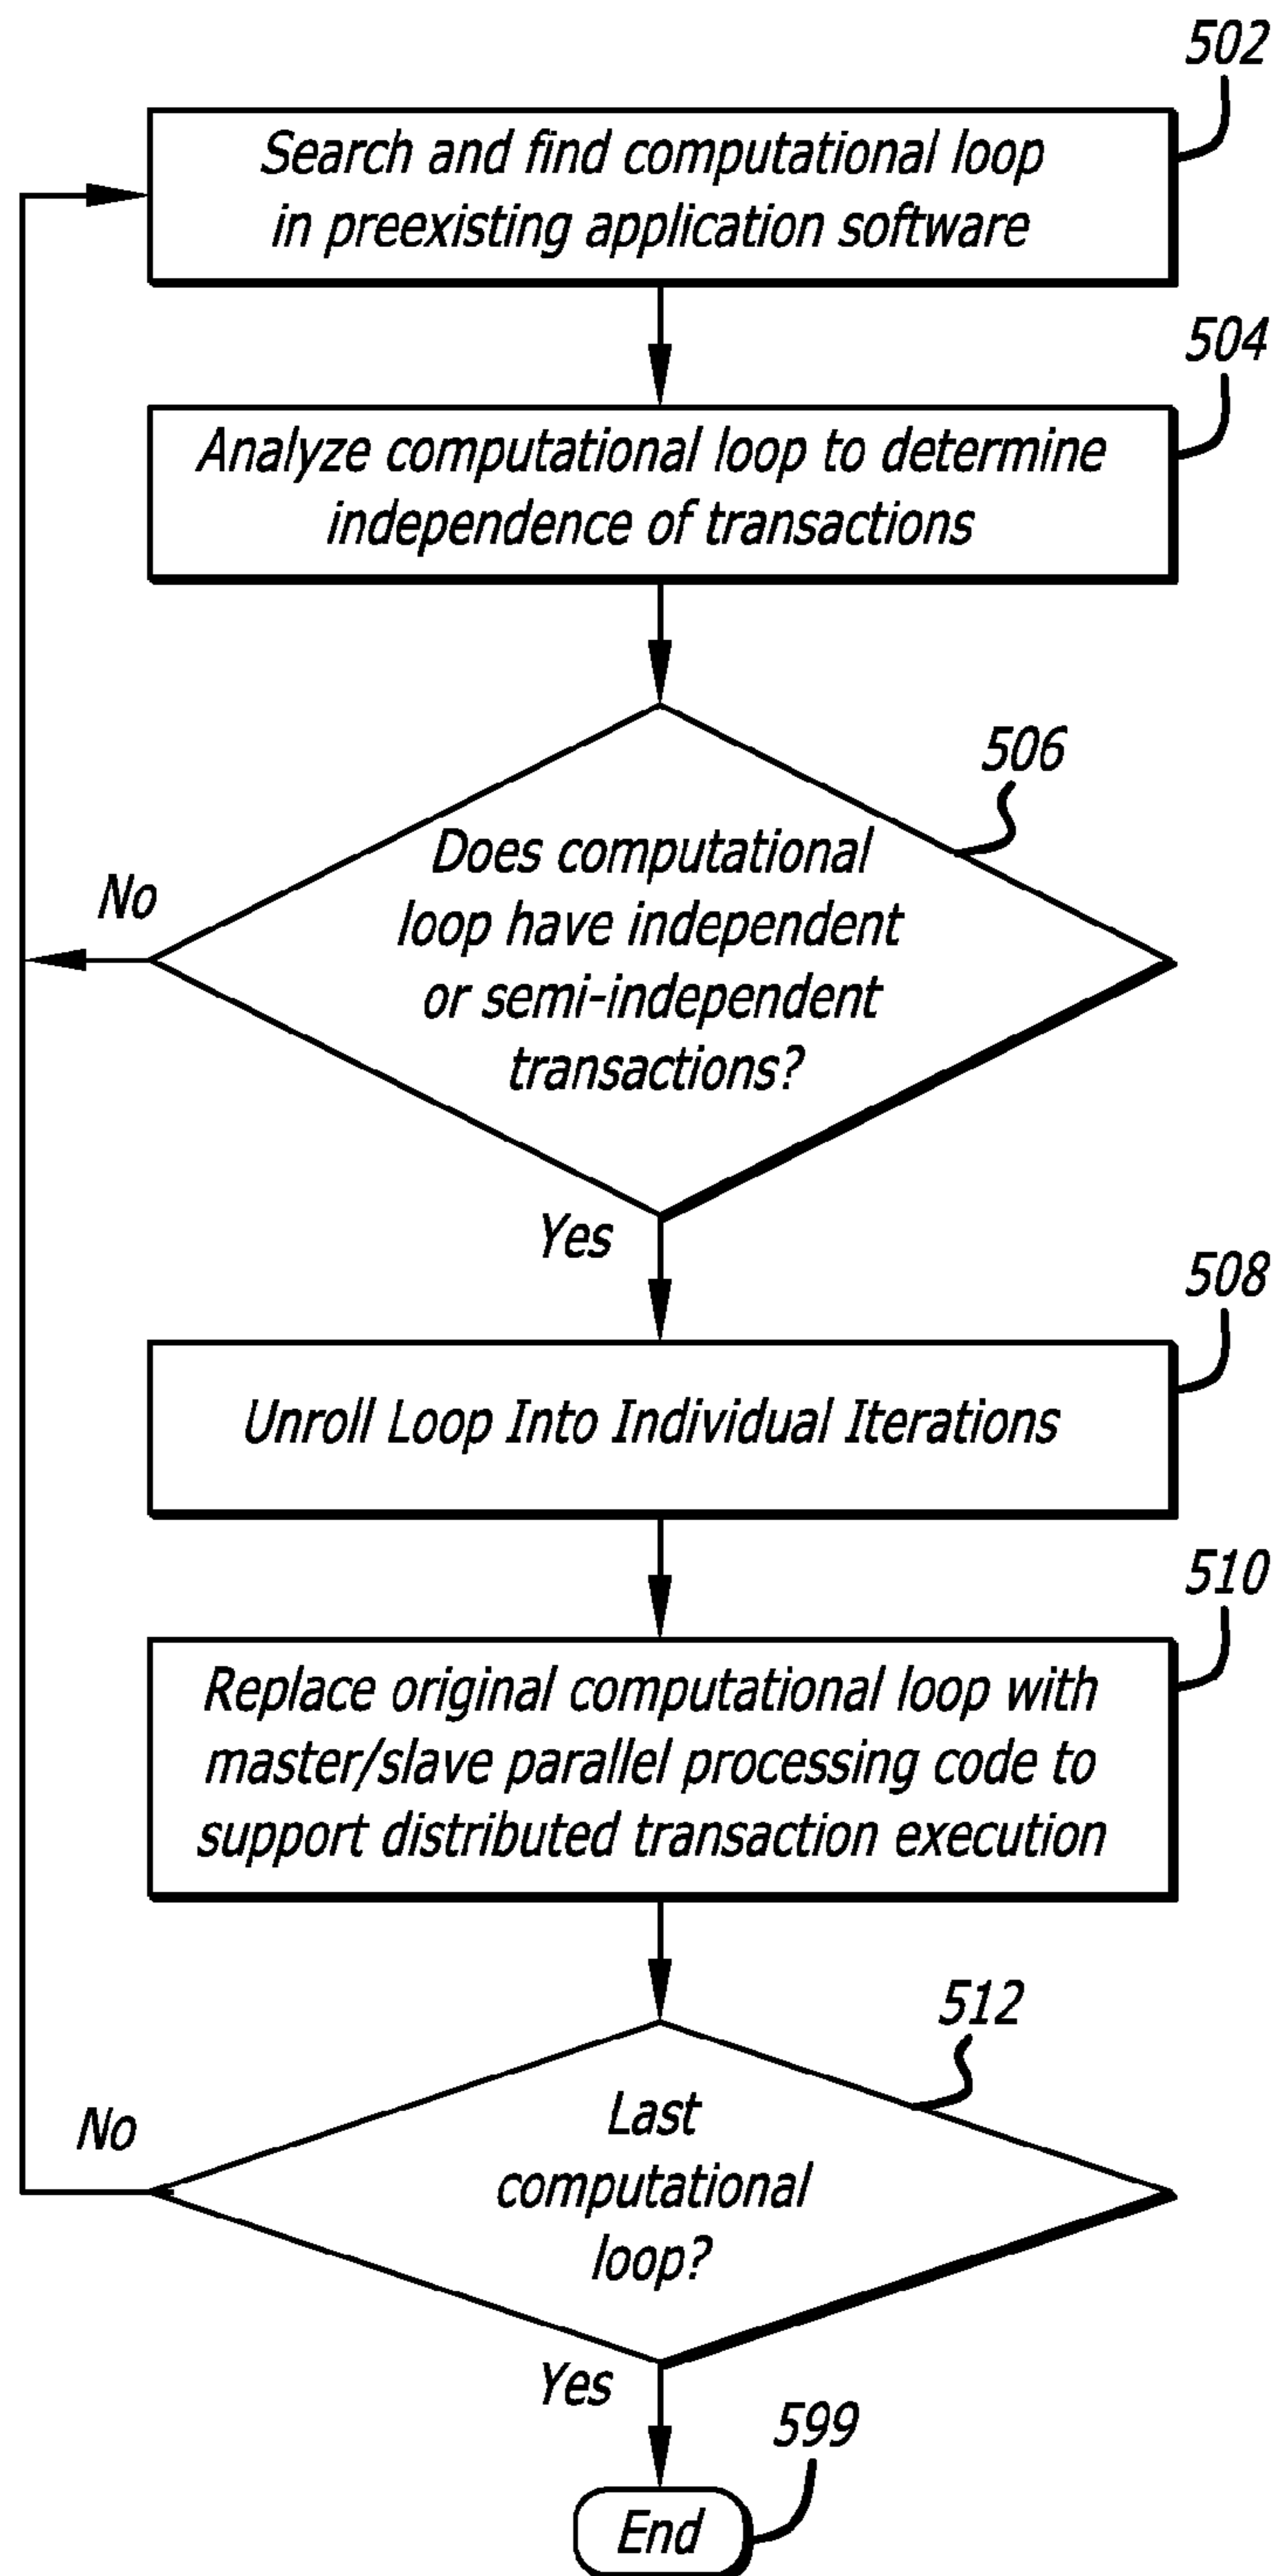 502
Search and find computational loop
in preexisting application software
504
Analyze computational loop to determine
independence of transactions
506
Does computational
loop have independent
or semi-independent
transactions?
No
Yes
508
Unroll Loop Into Individual Iterations
510
Replace original computational loop with
master/slave parallel processing code to
support distributed transaction execution
512
Last
computational
loop?
No
Yes
599
End